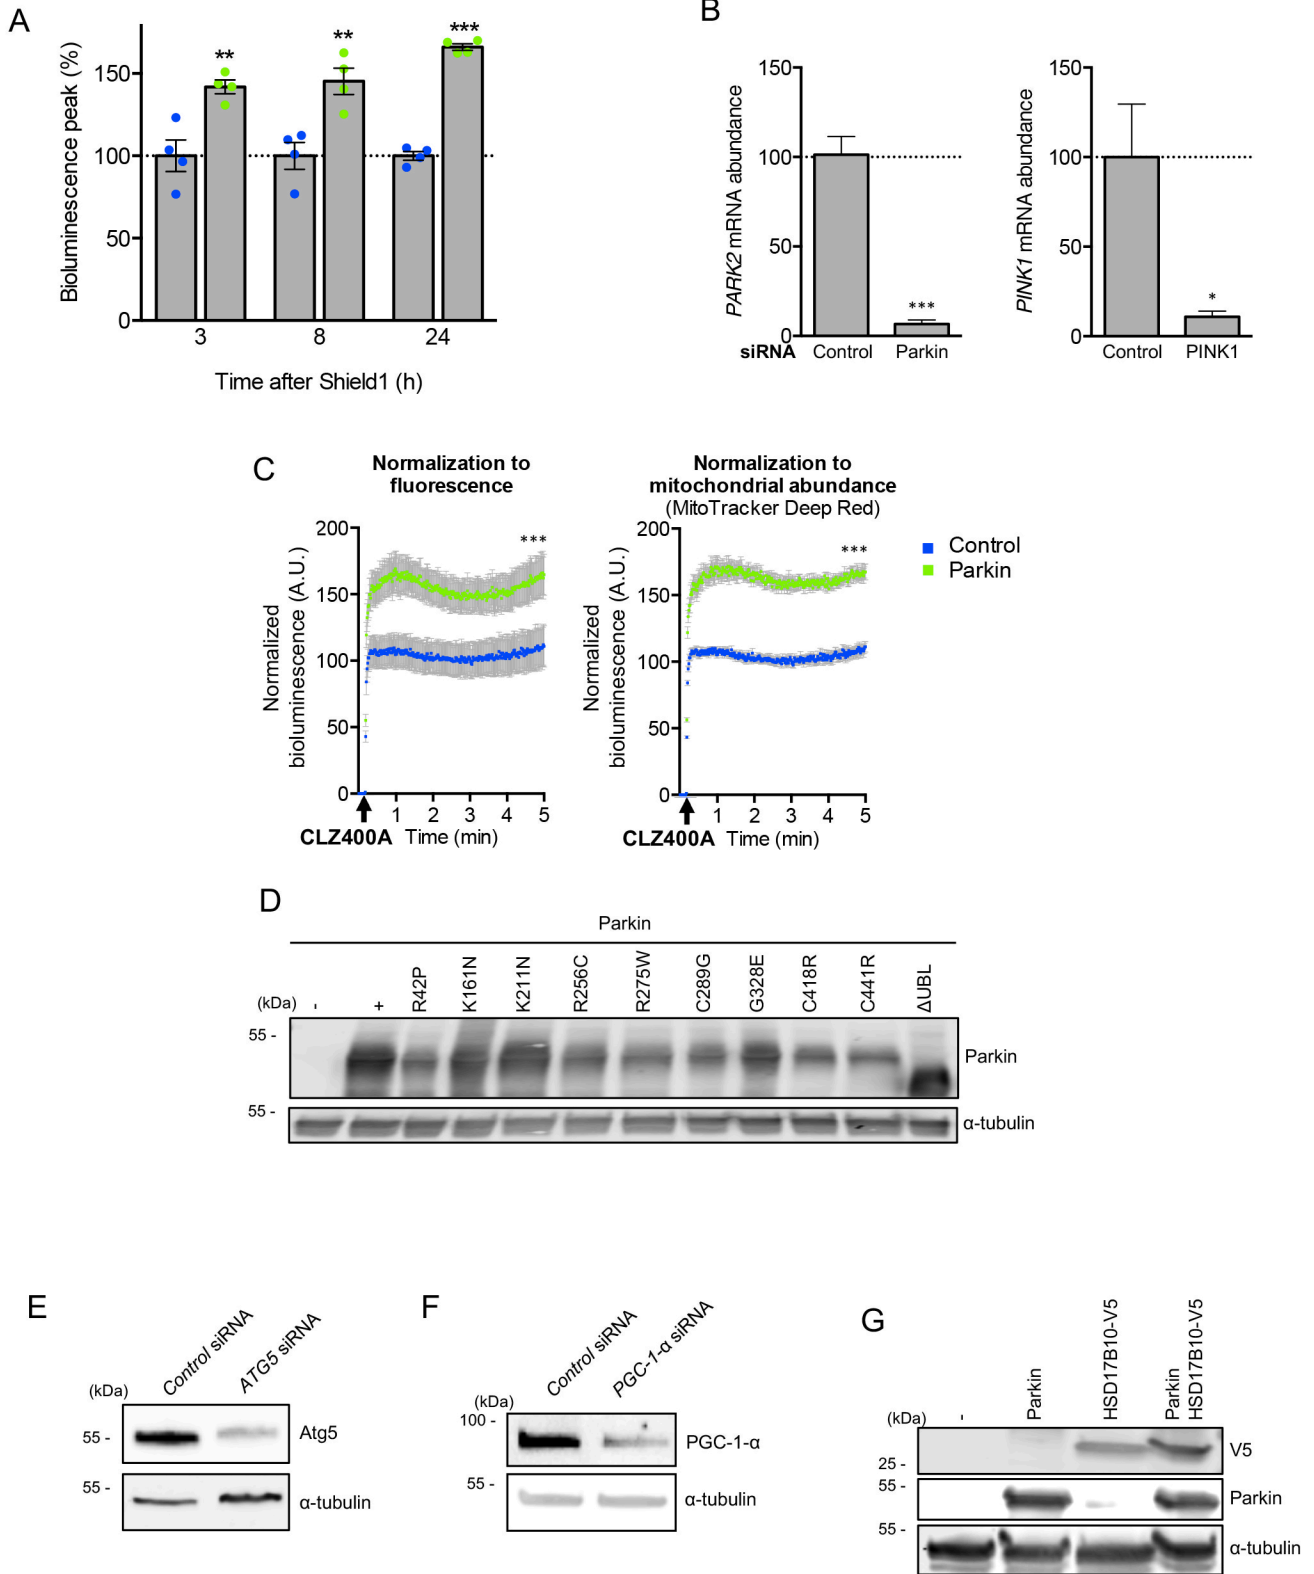 A
Bioluminescence peak (%)
150
100
50
0
**
**
***
3
8
24
Time after Shield1 (h)
B
PARK2 mRNA abundance
150
100
50
0
***
siRNA
Control
Parkin
PINK1 mRNA abundance
150
100
50
0
*
Control
PINK1
C
Normalization to
fluorescence
Normalized
bioluminescence (A.U.)
200
150
100
50
0
***
1
2
3
4
5
CLZ400A
Time (min)
Normalization to
mitochondrial abundance
(MitoTracker Deep Red)
Normalized
bioluminescence (A.U.)
200
150
100
50
0
***
1
2
3
4
5
CLZ400A
Time (min)
Control
Parkin
D
Parkin
(kDa)
-
+
R42P
K161N
K211N
R256C
R275W
C289G
G328E
C418R
C441R
ΔUBL
55 -
Parkin
55 -
α-tubulin
E
Control siRNA
ATG5 siRNA
(kDa)
55 -
Atg5
55 -
α-tubulin
F
Control siRNA
PGC-1-α siRNA
(kDa)
100 -
PGC-1-α
55 -
α-tubulin
G
-
Parkin
HSD17B10-V5
Parkin
HSD17B10-V5
(kDa)
25 -
V5
55 -
Parkin
55 -
α-tubulin